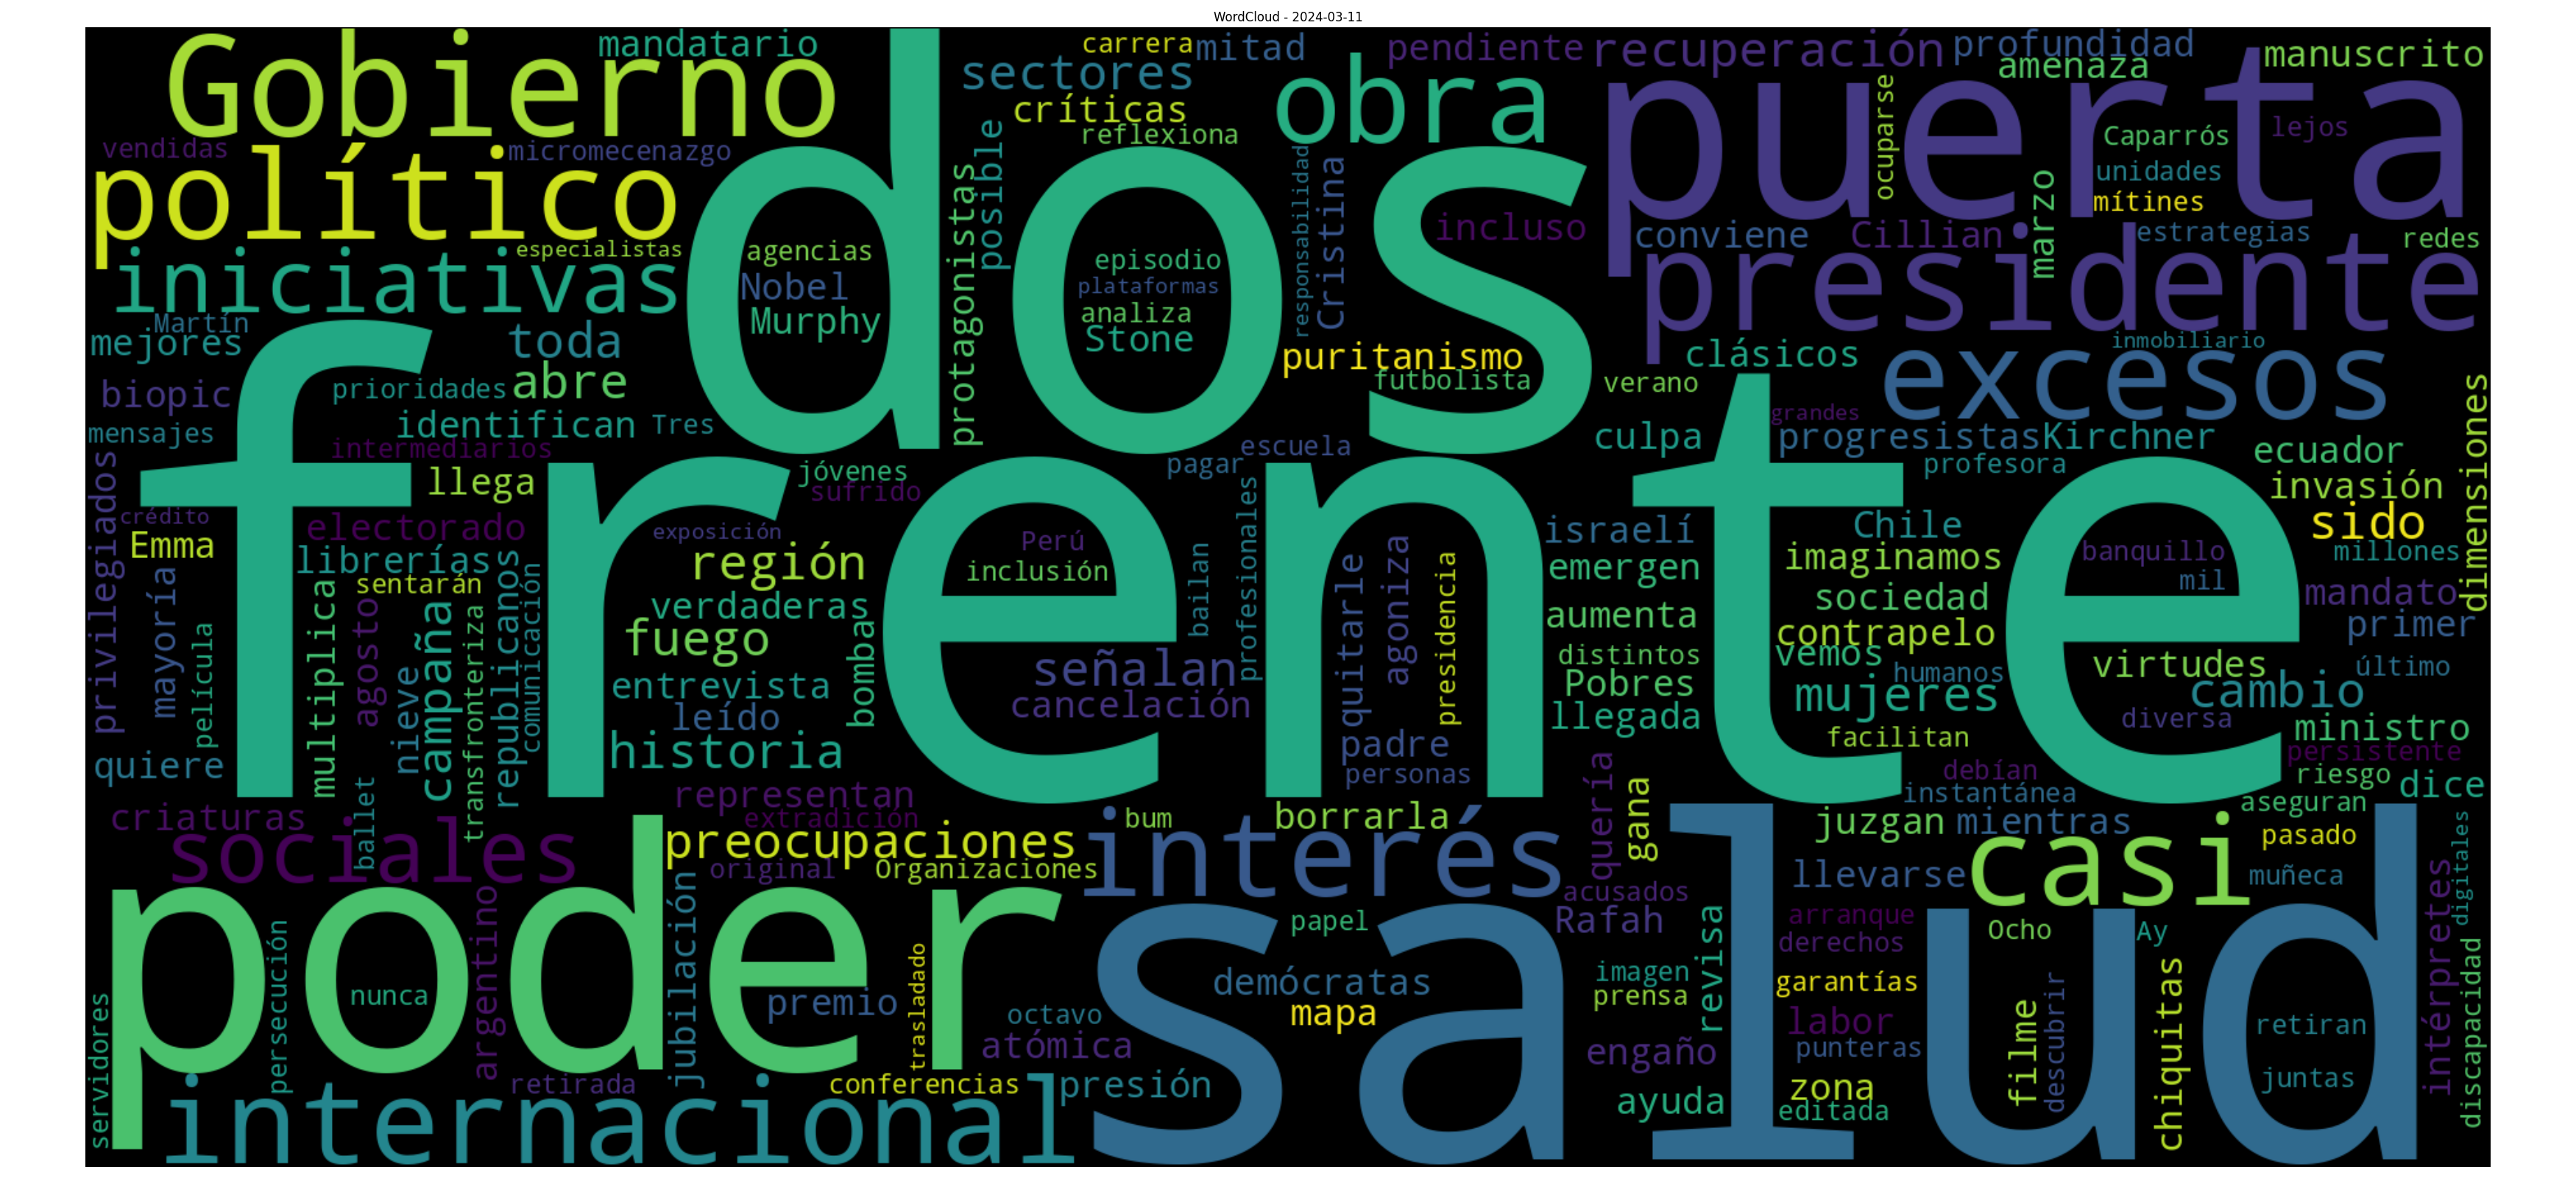 WordCloud - 2024-03-11
Gobierno
mandatario
carrera
mitad
pendiente
recuperación
profundidad
amenaza
manuscrito
sectores
críticas
obra
puerta
vendidas
micromecenazgo
político
dos
reflexiona
posible
protagonistas
responsabilidad
Cristina
ocuparse
Caparrós
lejos
unidades
mítines
marzo
incluso
conviene
Cillian
estrategias
redes
presidente
especialistas
iniciativas
agencias
Nobel
Murphy
episodio
plataformas
analiza
Stone
puritanismo
futbolista
clásicos
inmobiliario
excesos
Martín
mejores
toda
biopic
prioridades
abre
identifican
Tres
mensajes
intermediarios
verano
grandes
culpa
progresistas
Kirchner
profesora
ecuador
invasión
dimensiones
frente
privilegiados
llega
jóvenes
sufrido
escuela
pagar
crédito
Emma
electorado
librerías
sentarán
exposición
región
Perú
inclusión
bailan
profesionales
israelí
Chile
sido
imaginamos
banquillo
millones
mil
emergen
sociedad
mandato
aumenta
contrapelo
primer
mayoría
película
multiplica
agosto
nieve
campaña
transfronteriza
republicanos
comunicación
verdaderas
fuego
bomba
entrevista
leído
historia
señalan
cancelación
quitarle
agoniza
presidencia
padre
personas
distintos
vemos
humanos
Pobres
mujeres
llegada
facilitan
virtudes
último
cambio
diversa
ministro
persistente
quiere
ballet
representan
extradición
debían
instantánea
riesgo
dice
aseguran
criaturas
sociales
preocupaciones
bum
borrarla
quería
gana
juzgan
mientras
pasado
digitales
original
Organizaciones
interés
acusados
llevarse
casi
muñeca
intérpretes
poder
salud
argentino
jubilación
papel
Rafah
revisa
arranque
derechos
Ocho
Ay
persecución
nunca
premio
trasladado
octavo
demócratas
mapa
imagen
prensa
garantías
labor
punteras
filme
descubrir
chiquitas
retiran
discapacidad
atómica
engaño
servidores
retirada
conferencias
presión
zona
editada
ayuda
juntas
internacional